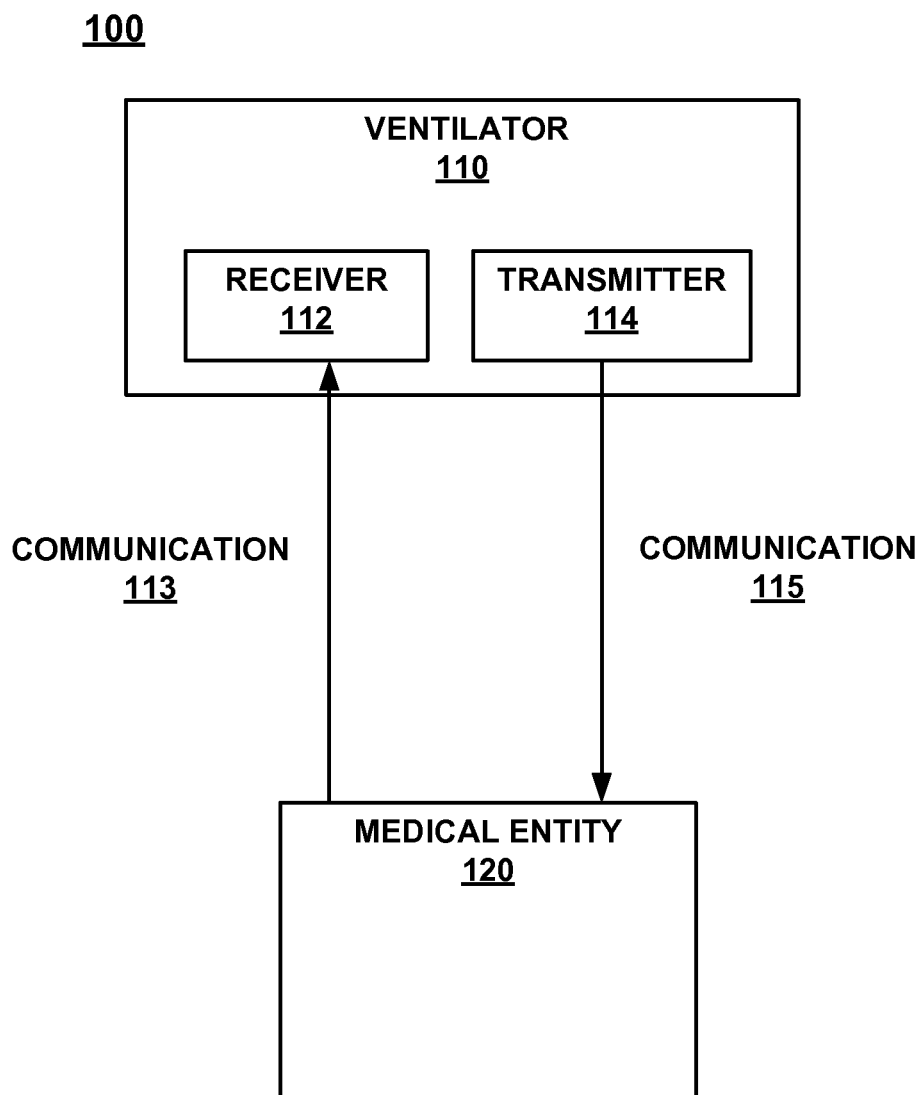 100
VENTILATOR
110
RECEIVER
112
TRANSMITTER
114
COMMUNICATION
113
COMMUNICATION
115
MEDICAL ENTITY
120